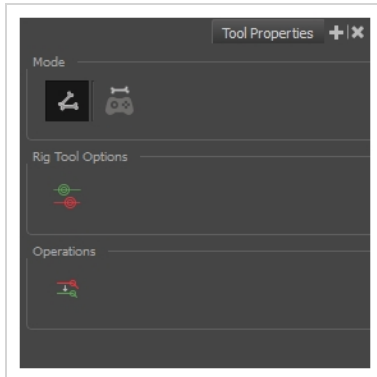 Tool Properties
Mode
Rig Tool Options
Operations